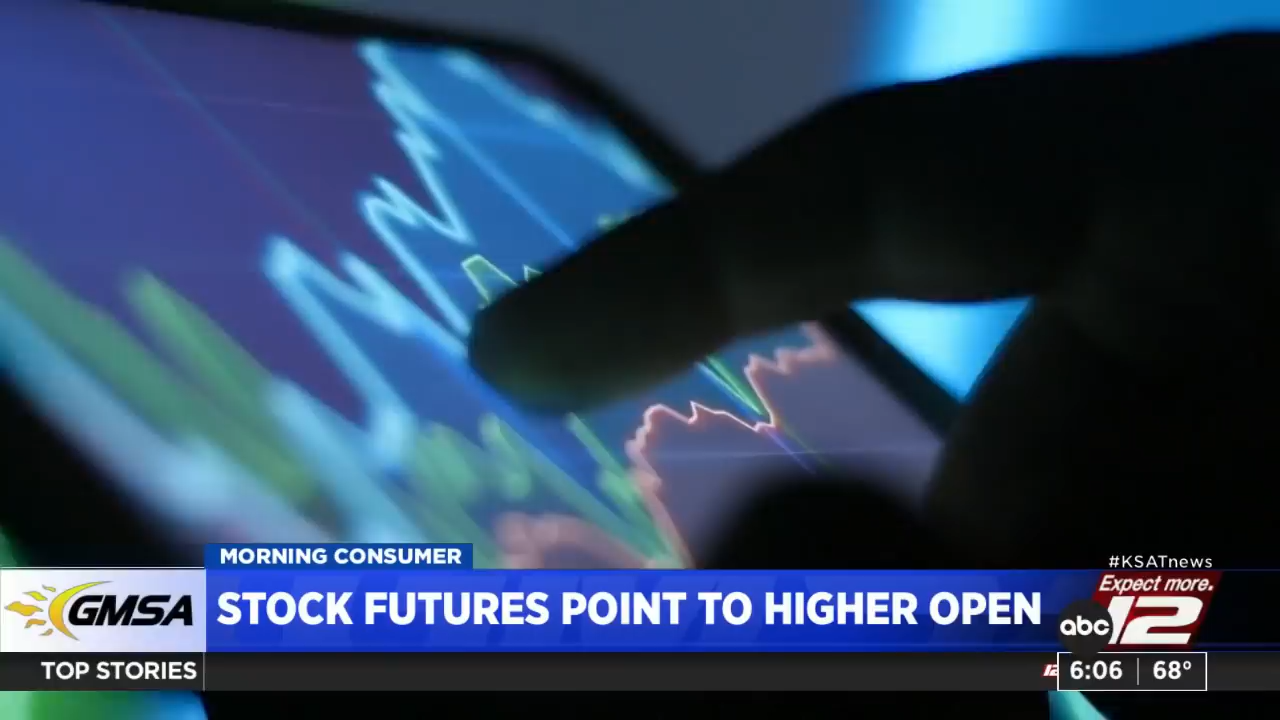 MORNING CONSUMER
#KSATnews
GMSA
STOCK FUTURES POINT TO HIGHER OPEN
Expect more.
abc 12
TOP STORIES
12
6:06 68°